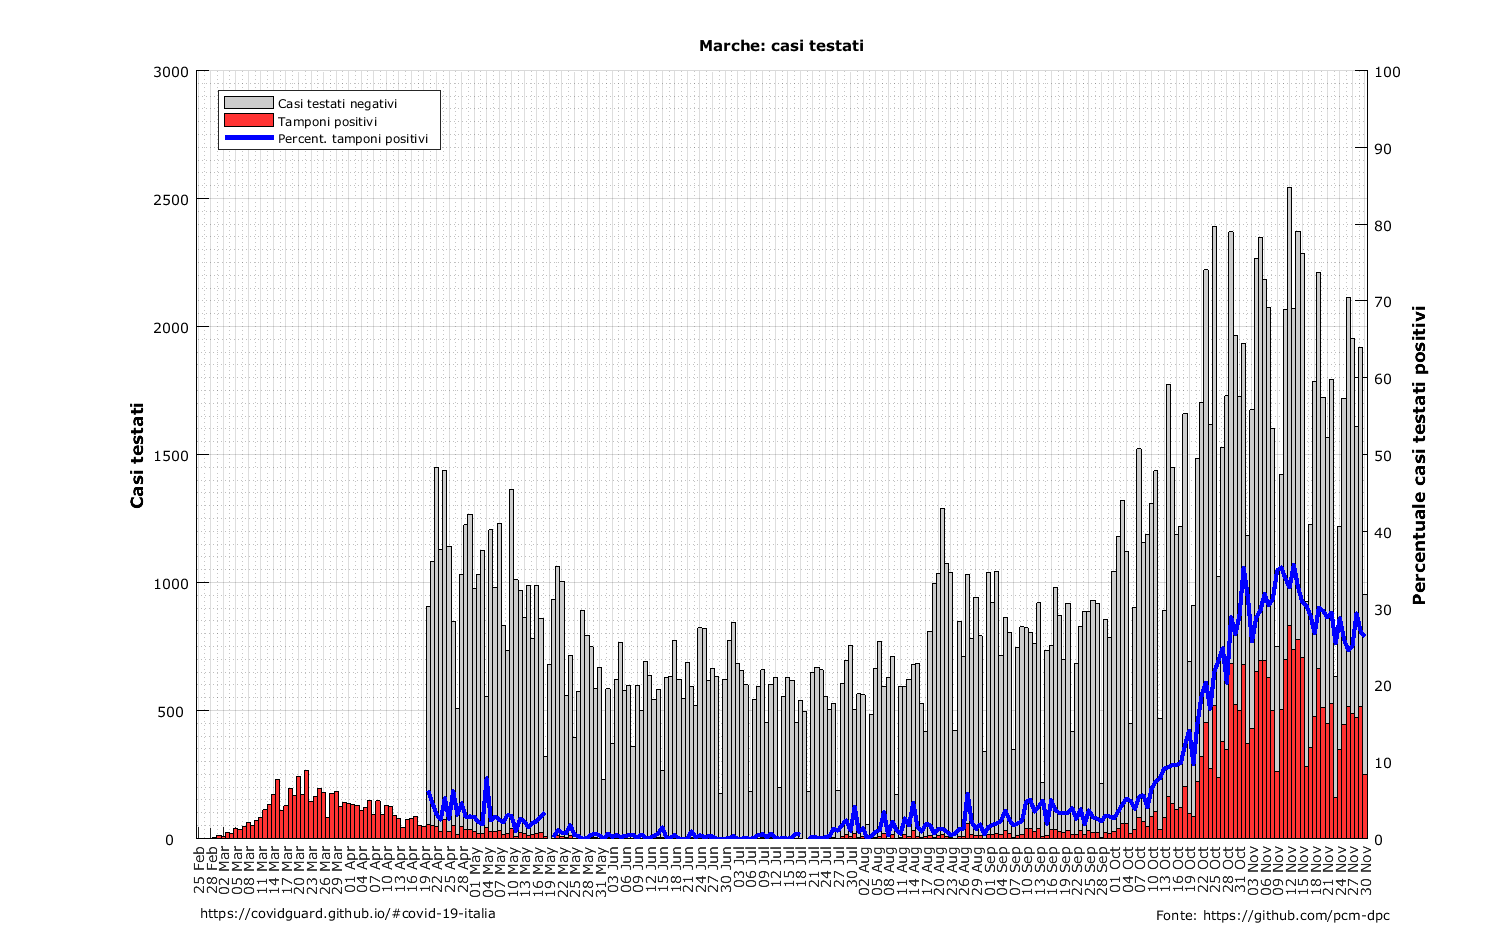 Marche: casi testati
3000
2500
2000
1500
1000
500
0
Casi testati
Casi testati negativi
Tamponi positivi
Percent. tamponi positivi
100
90
80
70
60
50
40
30
20
10
0
Percentuale casi testati positivi
25 Feb
28 Feb
02 Mar
05 Mar
08 Mar
11 Mar
14 Mar
17 Mar
20 Mar
23 Mar
26 Mar
29 Mar
01 Apr
04 Apr
07 Apr
10 Apr
13 Apr
16 Apr
19 Apr
22 Apr
25 Apr
28 Apr
01 May
04 May
07 May
10 May
13 May
16 May
19 May
22 May
25 May
28 May
31 May
03 Jun
06 Jun
09 Jun
12 Jun
15 Jun
18 Jun
21 Jun
24 Jun
27 Jun
30 Jun
03 Jul
06 Jul
09 Jul
12 Jul
15 Jul
18 Jul
21 Jul
24 Jul
27 Jul
30 Jul
02 Aug
05 Aug
08 Aug
11 Aug
14 Aug
17 Aug
20 Aug
23 Aug
26 Aug
29 Aug
01 Sep
04 Sep
07 Sep
10 Sep
13 Sep
16 Sep
19 Sep
22 Sep
25 Sep
28 Sep
01 Oct
04 Oct
07 Oct
10 Oct
13 Oct
16 Oct
19 Oct
22 Oct
25 Oct
28 Oct
31 Oct
03 Nov
06 Nov
09 Nov
12 Nov
15 Nov
18 Nov
21 Nov
24 Nov
27 Nov
30 Nov
https://covidguard.github.io/#covid-19-italia
Fonte: https://github.com/pcm-dpc